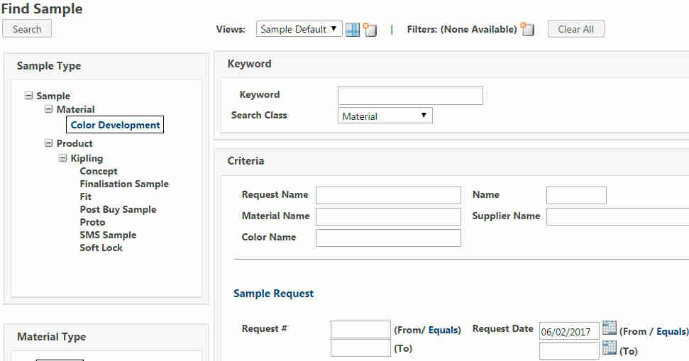 Find Sample
Search
Views: Sample Default | Filters: (None Available) Clear All
Sample Type
Sample
Material
Color Development
Product
Kipling
Concept
Finalisation Sample
Fit
Post Buy Sample
Proto
SMS Sample
Soft Lock
Material Type
Keyword
Keyword
Search Class Material
Criteria
Request Name Name
Material Name Supplier Name
Color Name
Sample Request
Request # (From/ Equals) Request Date 06/02/2017 (From / Equals)
(To) (To)